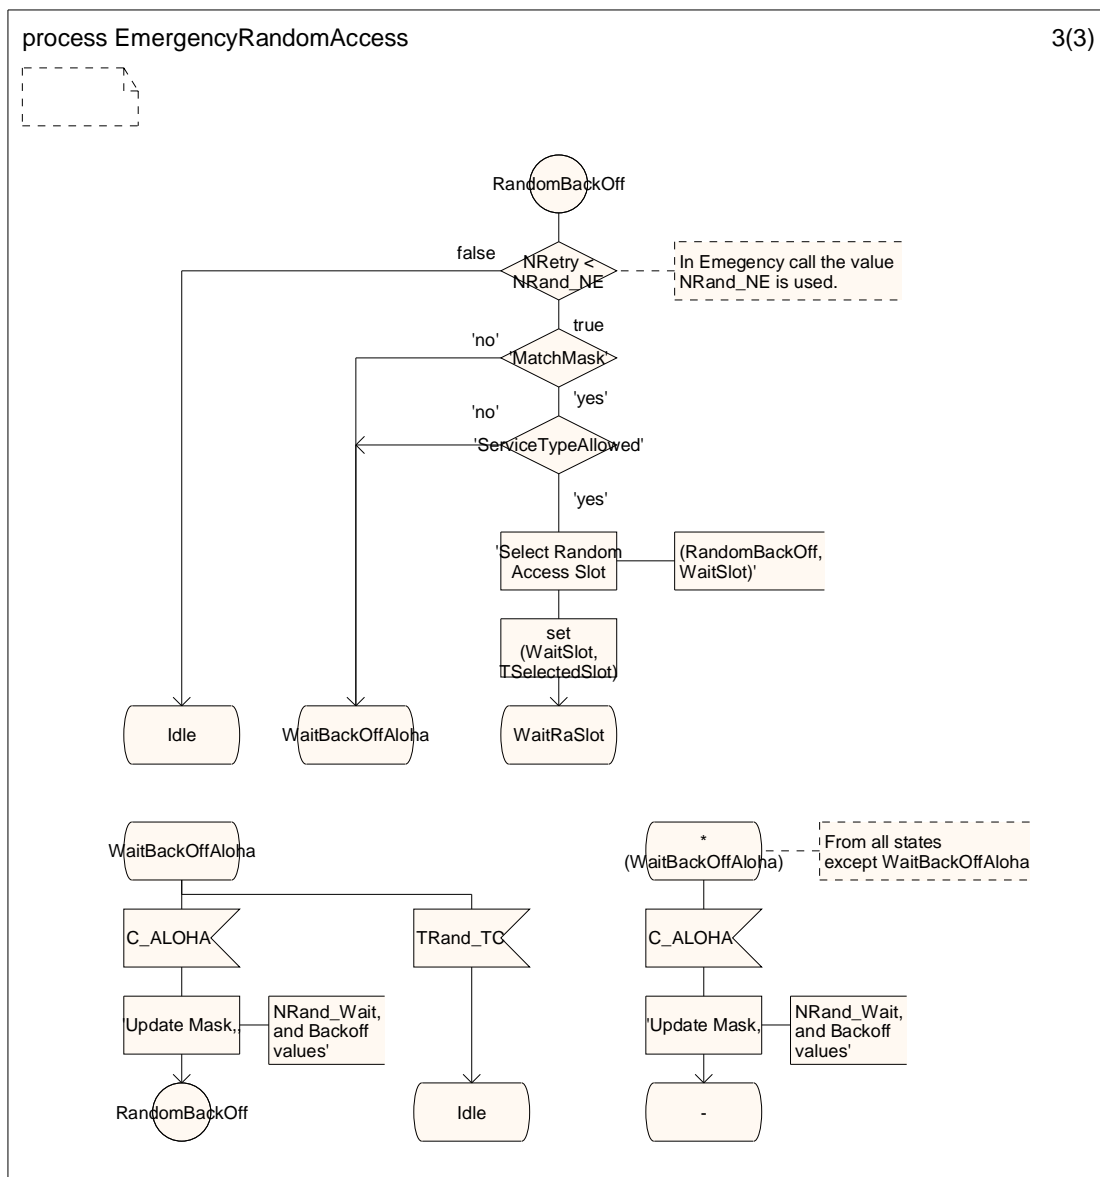 process EmergencyRandomAccess
3(3)
RandomBackOff
false
NRetry <
NRand_NE
In Emegency call the value
NRand_NE is used.
true
'no'
'MatchMask'
'yes'
'no'
'ServiceTypeAllowed'
'yes'
'Select Random
Access Slot
(RandomBackOff,
WaitSlot)'
set
(WaitSlot,
TSelectedSlot)
Idle
WaitBackOffAloha
WaitRaSlot
WaitBackOffAloha
*
(WaitBackOffAloha)
From all states
except WaitBackOffAloha
C_ALOHA
TRand_TO
C_ALOHA
'Update Mask,,
NRand_Wait,
and Backoff
values'
'Update Mask,
NRand_Wait,
and Backoff
values'
RandomBackOff
Idle
-